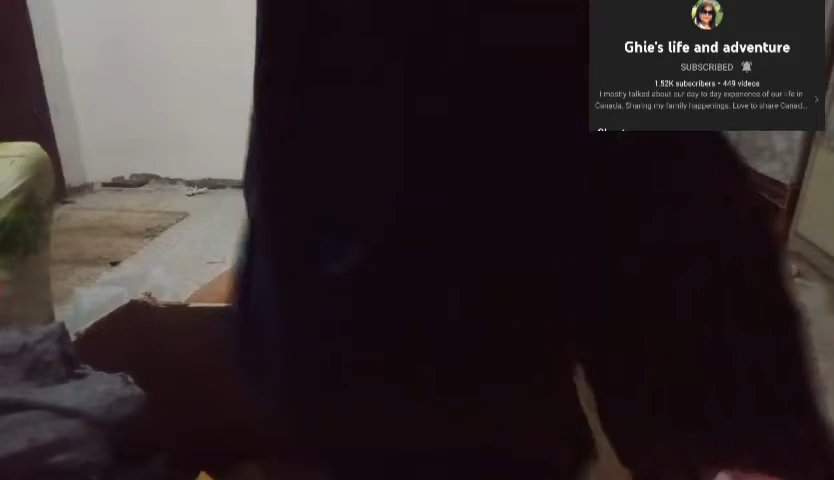 Ghie's life and adventure
SUBSCRIBED
1.52K subscribers • 449 videos
I mostly talked about our day to day experience of our life in
Canada. Sharing my family happenings. Love to share Canad...